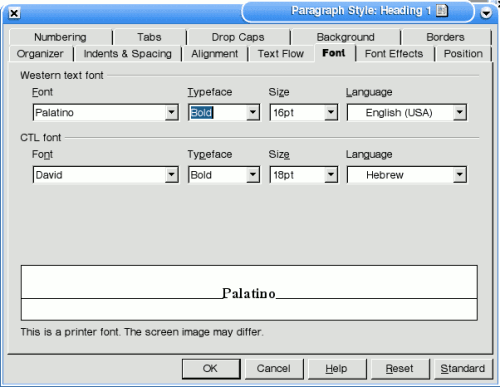 Paragraph Style: Heading 1
Numbering Tabs Drop Caps Background Borders
Organizer Indents & Spacing Alignment Text Flow Font Font Effects Position
Western text font
Font Typeface Size Language
Palatino Bold 16pt English (USA)
CTL font
Font Typeface Size Language
David Bold 18pt Hebrew
Palatino
This is a printer font. The screen image may differ.
OK Cancel Help Reset Standard